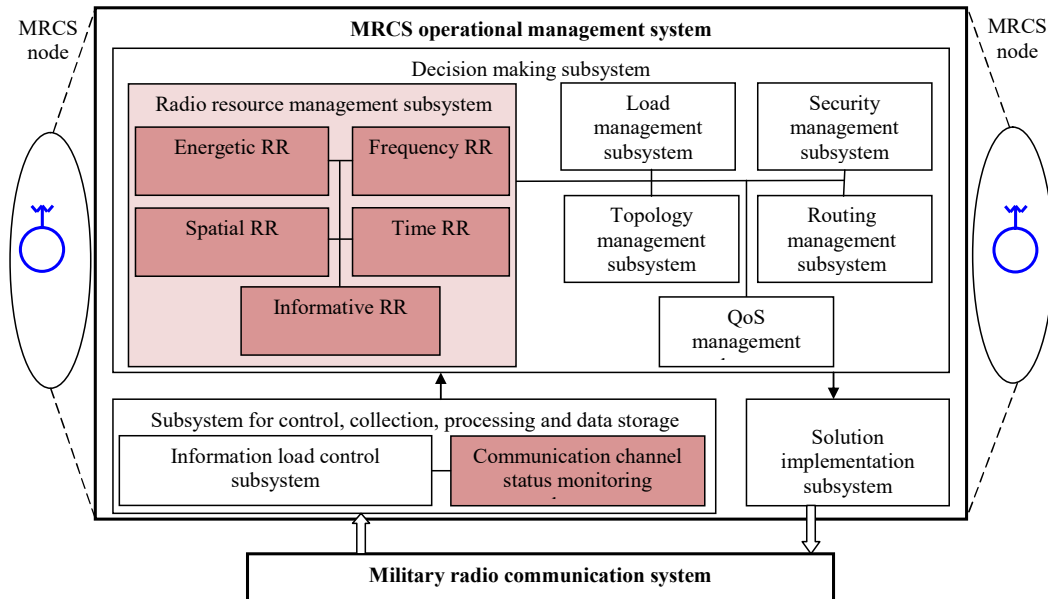 MRCS
node
MRCS operational management system
MRCS
node
Decision making subsystem
Radio resource management subsystem
Energetic RR
Frequency RR
Spatial RR
Time RR
Informative RR
Load
management
subsystem
Security
management
subsystem
Topology
management
subsystem
Routing
management
subsystem
QoS
management
Subsystem for control, collection, processing and data storage
Information load control
subsystem
Communication channel
status monitoring
Solution
implementation
subsystem
Military radio communication system